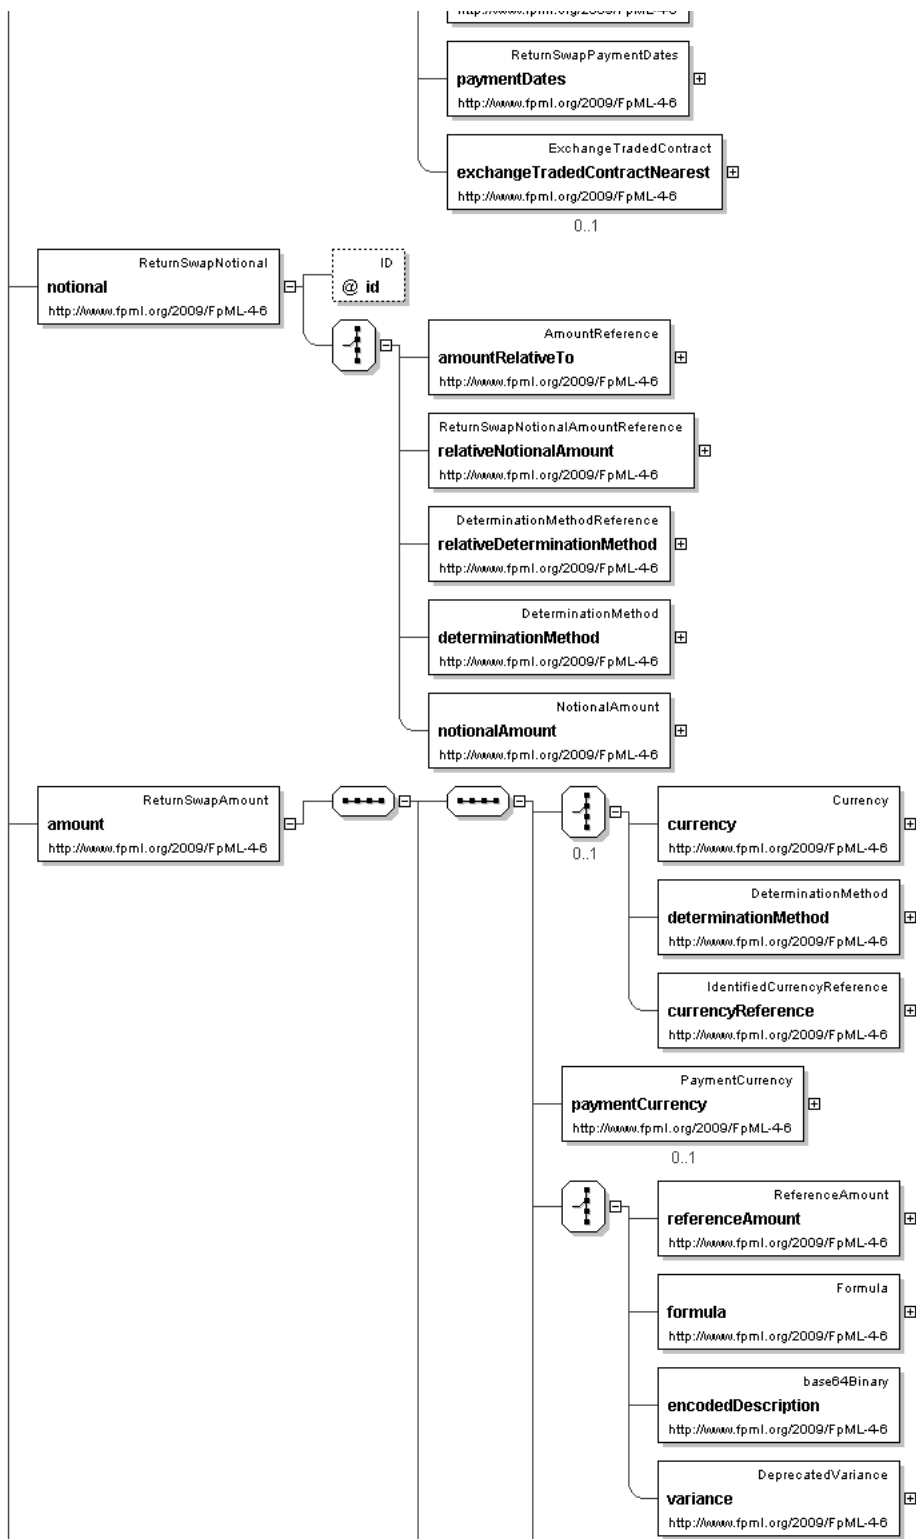 http://www.fpml.org/2009/FpML-4-6
ReturnSwapPaymentDates
paymentDates
http://www.fpml.org/2009/FpML-4-6
ExchangeTradedContract
exchangeTradedContractNearest
http://www.fpml.org/2009/FpML-4-6
0..1
ReturnSwapNotional
notional
http://www.fpml.org/2009/FpML-4-6
ID
@ id
AmountReference
amountRelativeTo
http://www.fpml.org/2009/FpML-4-6
ReturnSwapNotionalAmountReference
relativeNotionalAmount
http://www.fpml.org/2009/FpML-4-6
DeterminationMethodReference
relativeDeterminationMethod
http://www.fpml.org/2009/FpML-4-6
DeterminationMethod
determinationMethod
http://www.fpml.org/2009/FpML-4-6
NotionalAmount
notionalAmount
http://www.fpml.org/2009/FpML-4-6
ReturnSwapAmount
amount
http://www.fpml.org/2009/FpML-4-6
0..1
Currency
currency
http://www.fpml.org/2009/FpML-4-6
DeterminationMethod
determinationMethod
http://www.fpml.org/2009/FpML-4-6
IdentifiedCurrencyReference
currencyReference
http://www.fpml.org/2009/FpML-4-6
PaymentCurrency
paymentCurrency
http://www.fpml.org/2009/FpML-4-6
0..1
ReferenceAmount
referenceAmount
http://www.fpml.org/2009/FpML-4-6
Formula
formula
http://www.fpml.org/2009/FpML-4-6
base64Binary
encodedDescription
http://www.fpml.org/2009/FpML-4-6
DeprecatedVariance
variance
http://www.fpml.org/2009/FpML-4-6